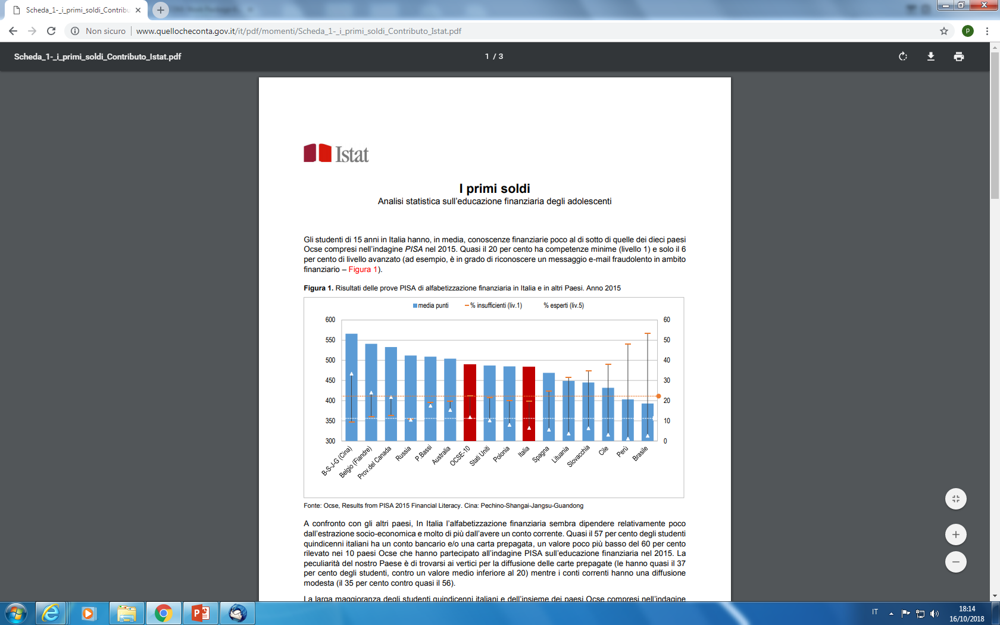 Scheda_1-_i_primi_soldi_Contribu
Non sicuro | www.quellocheconta.gov.it/it/pdf/momenti/Scheda_1-_i_primi_soldi_Contributo_Istat.pdf
p
Scheda_1-_i_primi_soldi_Contributo_Istat.pdf
1 / 3
Istat
I primi soldi
Analisi statistica sull'educazione finanziaria degli adolescenti
Gli studenti di 15 anni in Italia hanno, in media, conoscenze finanziarie poco al di sotto di quelle dei dieci paesi
Ocse compresi nell'indagine PISA nel 2015. Quasi il 20 per cento ha competenze minime (livello 1) e solo il 6
per cento di livello avanzato (ad esempio, è in grado di riconoscere un messaggio e-mail fraudolento in ambito
finanziario – Figura 1).
Figura 1. Risultati delle prove PISA di alfabetizzazione finanziaria in Italia e in altri Paesi. Anno 2015
media punti % insufficienti (liv.1) % esperti (liv.5)
600 60
550 50
500 40
450 30
400 20
350 10
300 0
B-S-J-G (Cina)
Belgio (Fiandre)
Prov.del Canada
Russia
P.Bassi
Australia
OCSE-10
Stati Uniti
Polonia
Italia
Spagna
Lituania
Slovacchia
Cile
Perù
Brasile
Fonte: Ocse, Results from PISA 2015 Financial Literacy. Cina: Pechino-Shangai-Jangsu-Guandong
A confronto con gli altri paesi, In Italia l'alfabetizzazione finanziaria sembra dipendere relativamente poco
dall'estrazione socio-economica e molto di più dall'avere un conto corrente. Quasi il 57 per cento degli studenti
quindicenni italiani ha un conto bancario e/o una carta prepagata, un valore poco più basso del 60 per cento
rilevato nei 10 paesi Ocse che hanno partecipato all'indagine PISA sull'educazione finanziaria nel 2015. La
peculiarità del nostro Paese è di trovarsi ai vertici per la diffusione delle carte prepagate (le hanno quasi il 37
per cento degli studenti, contro un valore medio inferiore al 20) mentre i conti correnti hanno una diffusione
modesta (il 35 per cento contro quasi il 56).
La larga maggioranza degli studenti quindicenni italiani e dell'insieme dei paesi Ocse compresi nell'indagine
IT
18:14
16/10/2018